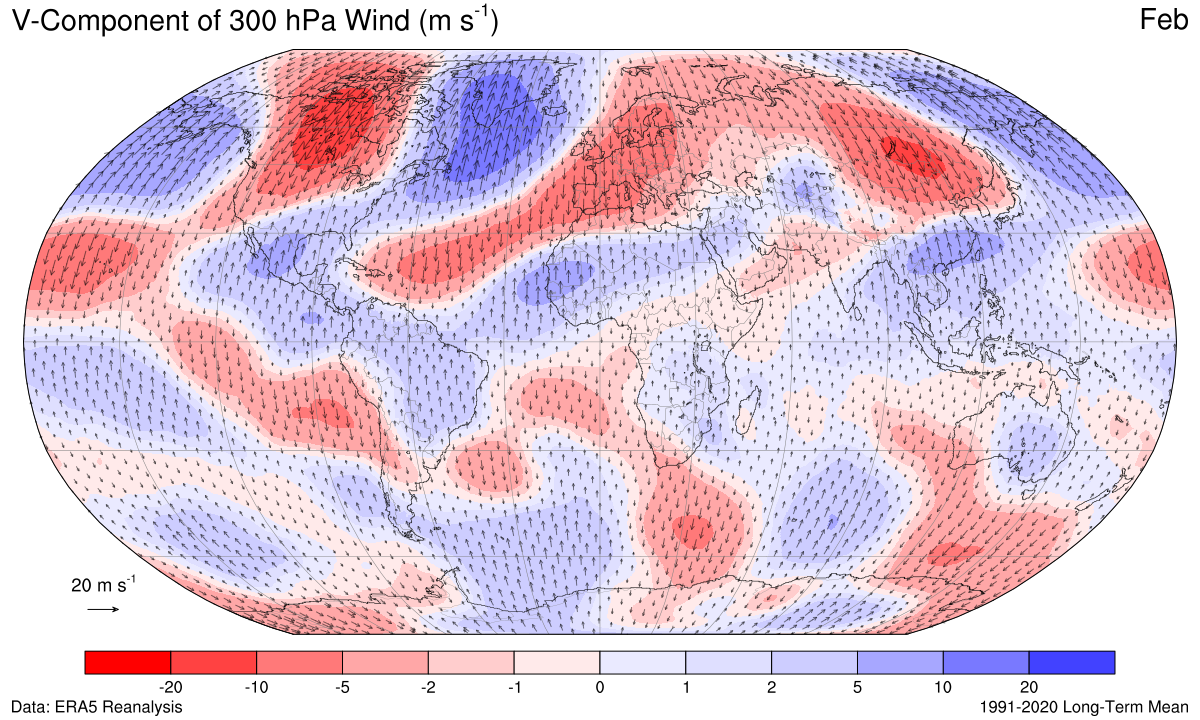 V-Component of 300 hPa Wind (m s⁻¹)
Feb
20 m s⁻¹
-20 -10 -5 -2 -1 0 1 2 5 10 20
Data: ERA5 Reanalysis
1991-2020 Long-Term Mean